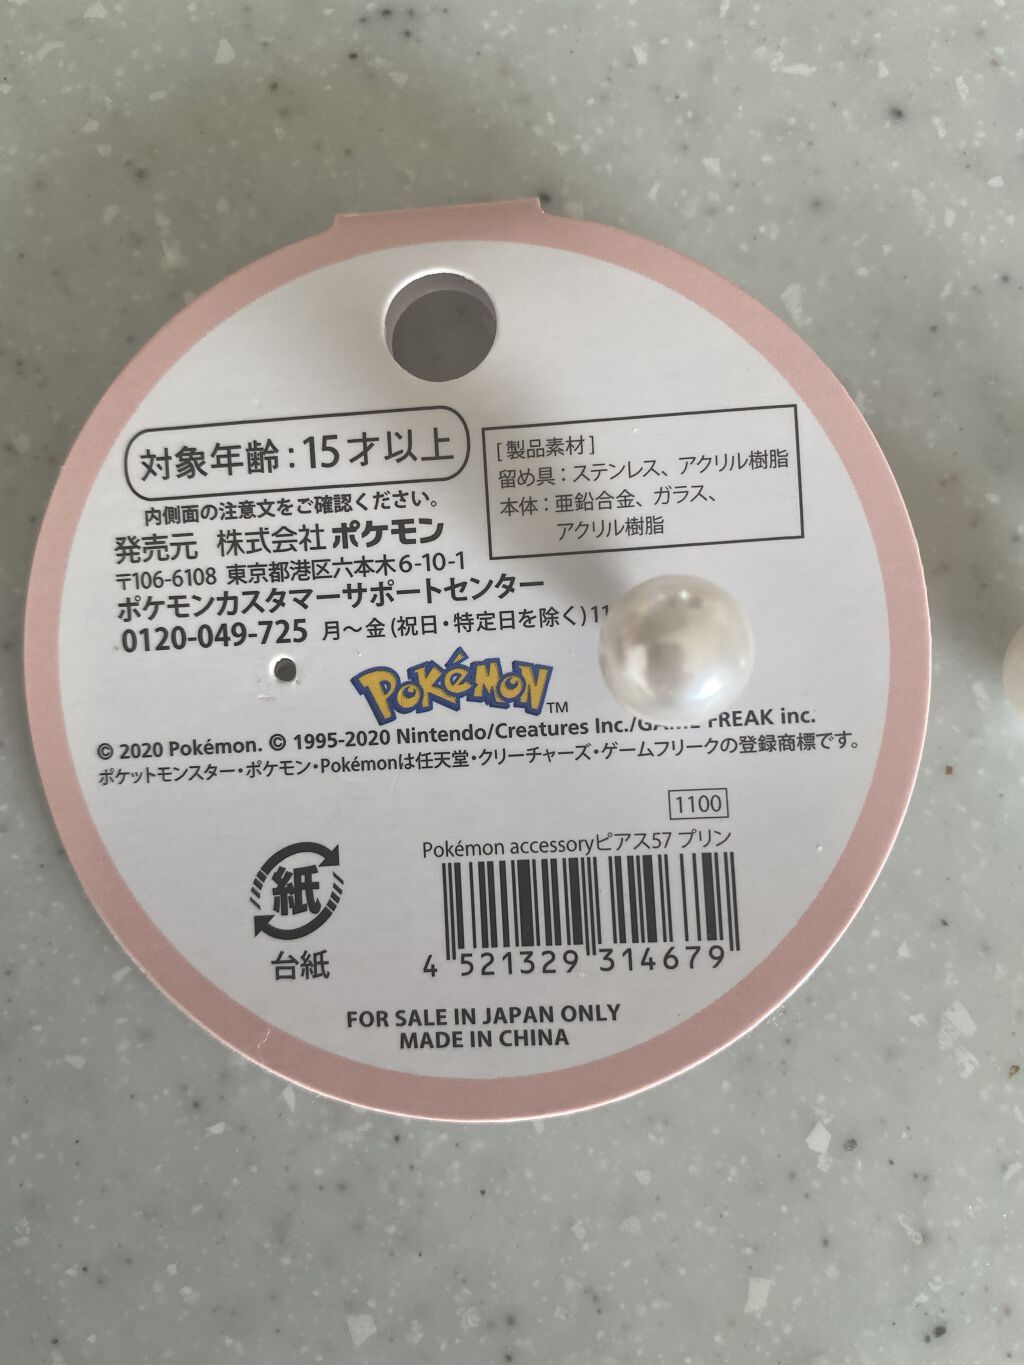 対象年齢:15才以上
内側面の注意文をご確認ください。
発売元 株式会社ポケモン
〒106-6108 東京都港区六本木6-10-1
ポケモンカスタマーサポートセンター
0120-049-725 月～金(祝日・特定日を除く)11
[製品素材]
留め具：ステンレス、アクリル樹脂
本体：亜鉛合金、ガラス、
アクリル樹脂
POKéMON TM
© 2020 Pokémon. © 1995-2020 Nintendo/Creatures Inc./GAME FREAK inc.
ポケットモンスター・ポケモン・Pokémonは任天堂・クリーチャーズ・ゲームフリークの登録商標です。
1100
Pokémon accessoryピアス57 プリン
4 521329 314679
紙
台紙
FOR SALE IN JAPAN ONLY
MADE IN CHINA